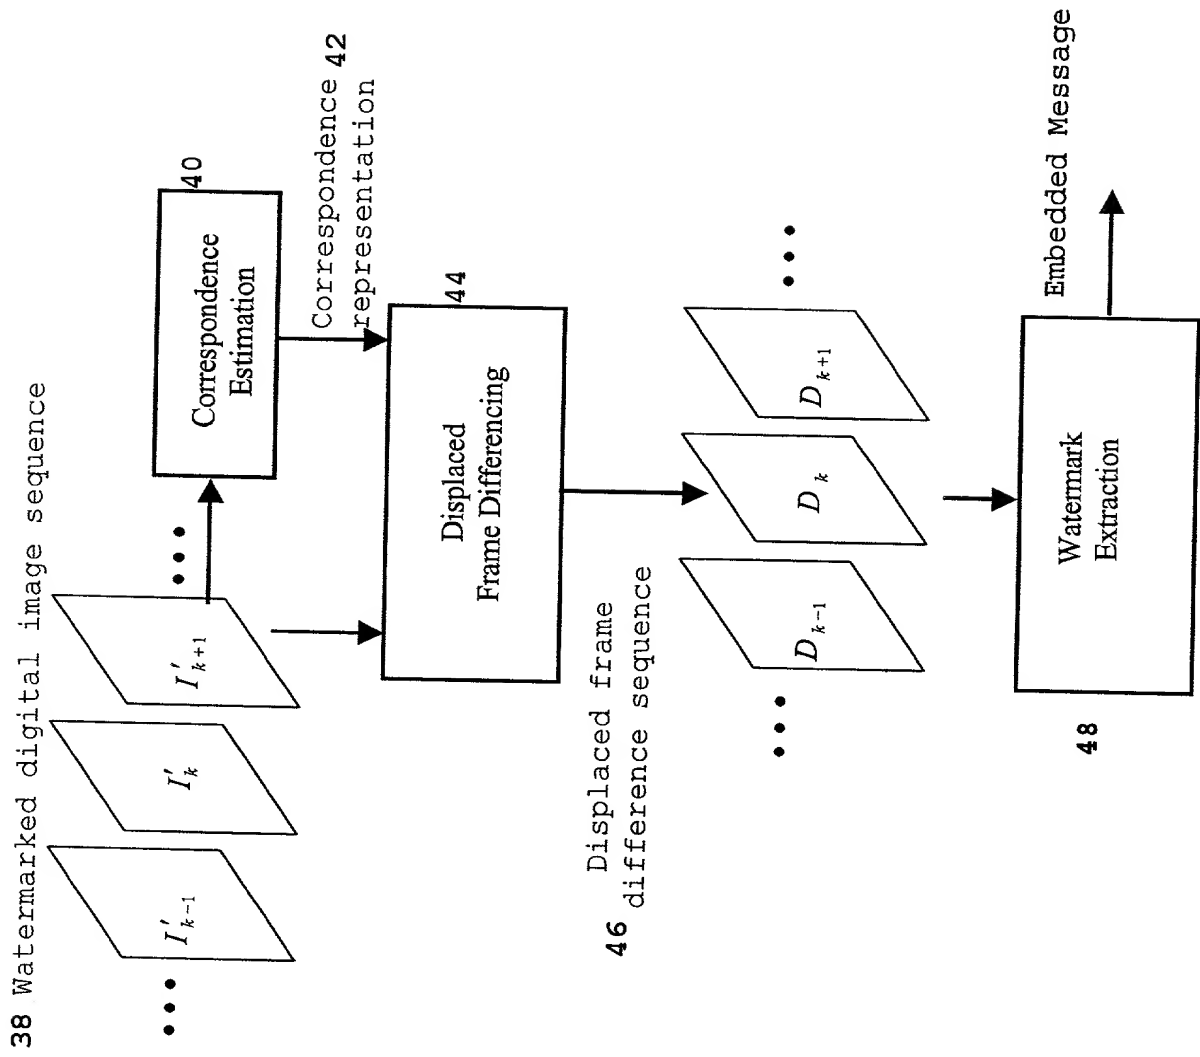 38 Watermarked digital image sequence
I'k−1
I'k
I'k+1
40
Correspondence
Estimation
Correspondence 42
representation
44
Displaced
Frame Differencing
Displaced frame
46 difference sequence
Dk−1
Dk
Dk+1
48
Watermark
Extraction
Embedded Message